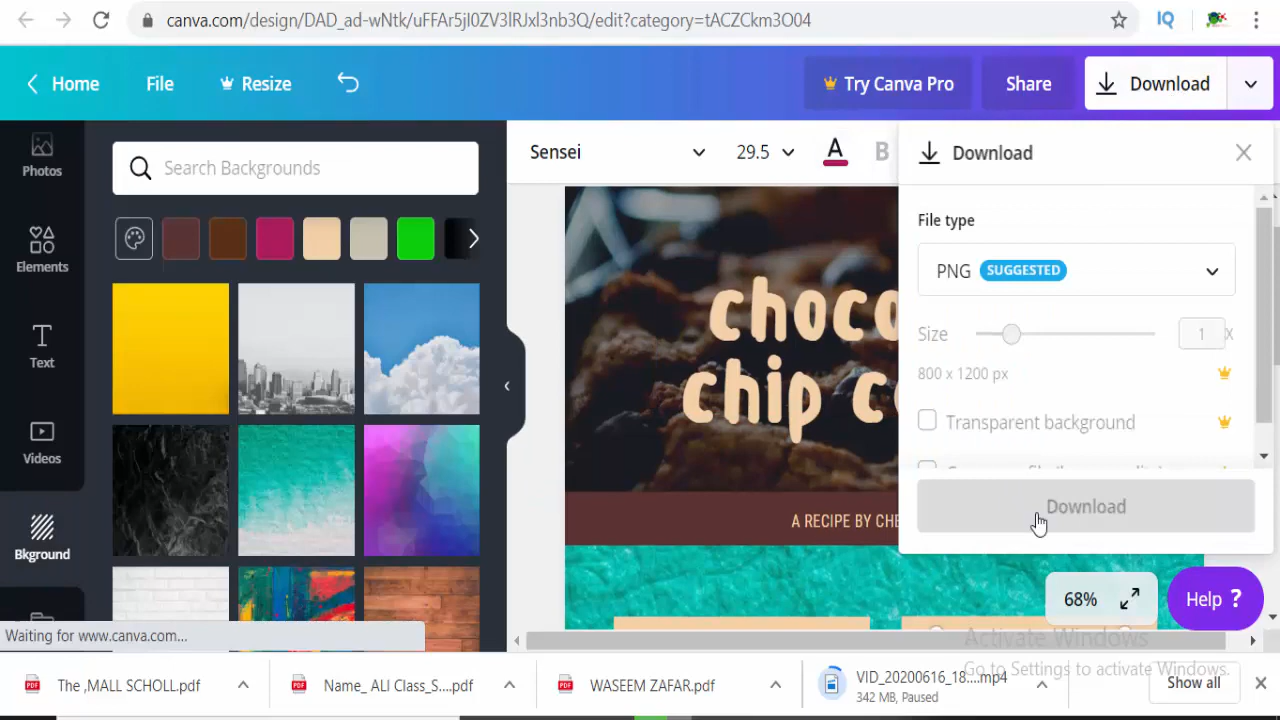 canva.com/design/DAD_ad-wNtk/uFFAr5jI0ZV3lRJxl3nb3Q/edit?category=tACZCkm3O04
IQ
Home
File
Resize
Try Canva Pro
Share
Download
Photos
Elements
Text
Videos
Bkground
Search Backgrounds
Sensei
29.5
A
B
choco
chip c
A RECIPE BY CHE
Download
File type
PNG SUGGESTED
Size
1 X
800 x 1200 px
Transparent background
Download
68%
Help ?
Waiting for www.canva.com...
Activate Windows
Go to Settings to activate Windows.
The ,MALL SCHOLL.pdf
Name_ ALI Class_S....pdf
WASEEM ZAFAR.pdf
VID_20200616_18....mp4
342 MB, Paused
Show all